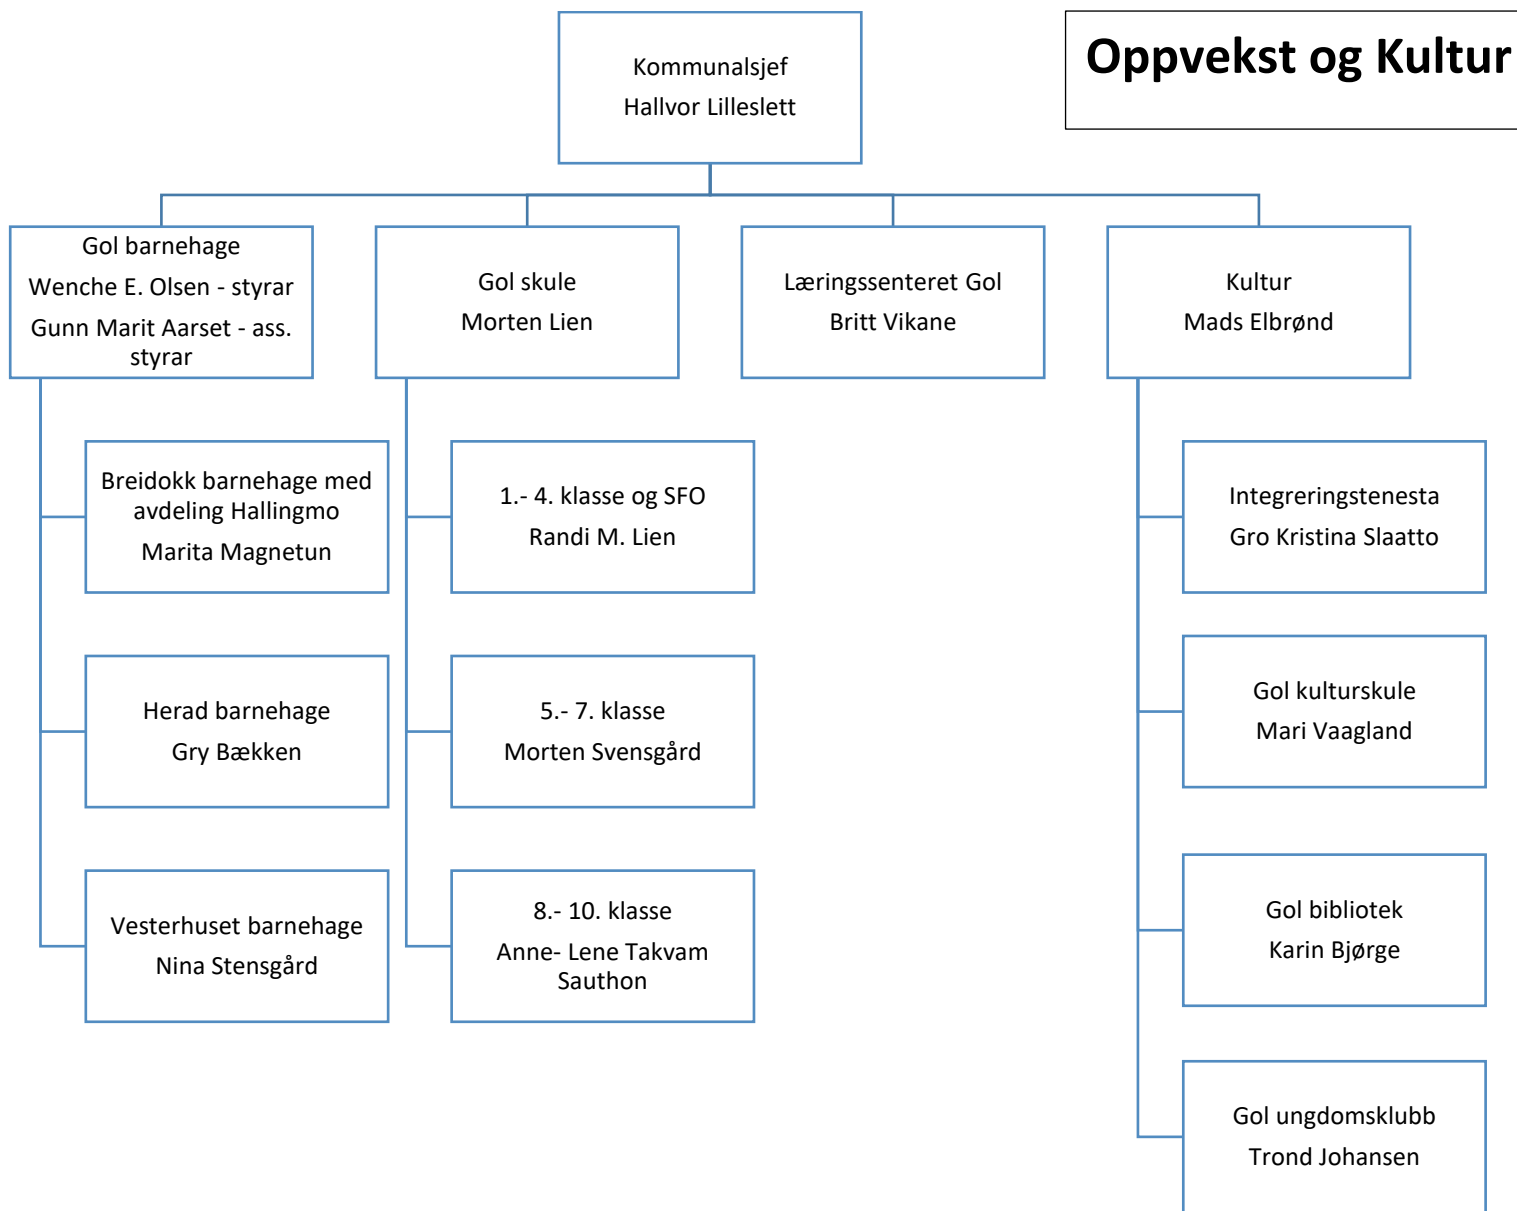 Oppvekst og Kultur
Kommunalsjef
Hallvor Lilleslett
Gol barnehage
Wenche E. Olsen - styrar
Gunn Marit Aarset - ass.
styrar
Gol skule
Morten Lien
Læringssenteret Gol
Britt Vikane
Kultur
Mads Elbrønd
Breidokk barnehage med
avdeling Hallingmo
Marita Magnetun
Herad barnehage
Gry Bækken
Vesterhuset barnehage
Nina Stensgård
1.- 4. klasse og SFO
Randi M. Lien
5.- 7. klasse
Morten Svensgård
8.- 10. klasse
Anne- Lene Takvam
Sauthon
Integreringstenesta
Gro Kristina Slaatto
Gol kulturskule
Mari Vaagland
Gol bibliotek
Karin Bjørge
Gol ungdomsklubb
Trond Johansen